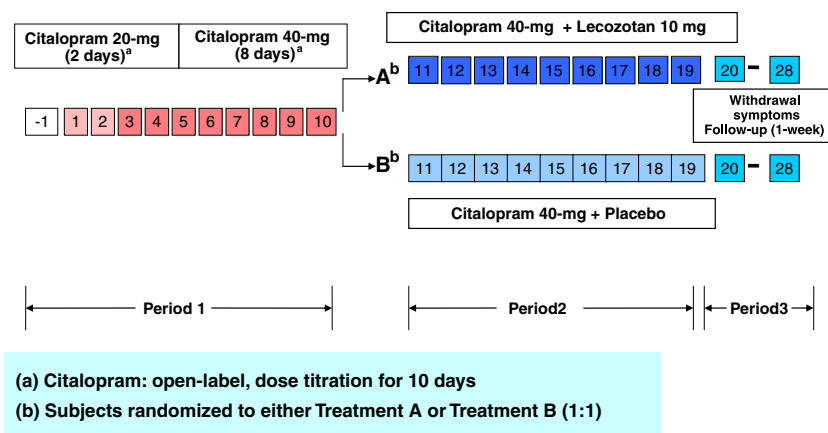 Citalopram 20-mg
(2 days)a
Citalopram 40-mg
(8 days)a
Citalopram 40-mg + Lecozotan 10 mg
Ab
11 12 13 14 15 16 17 18 19 20 - 28
-1 1 2 3 4 5 6 7 8 9 10
Withdrawal
symptoms
Follow-up (1-week)
Bb
11 12 13 14 15 16 17 18 19 20 - 28
Citalopram 40-mg + Placebo
Period 1
Period2
Period3
(a) Citalopram: open-label, dose titration for 10 days
(b) Subjects randomized to either Treatment A or Treatment B (1:1)